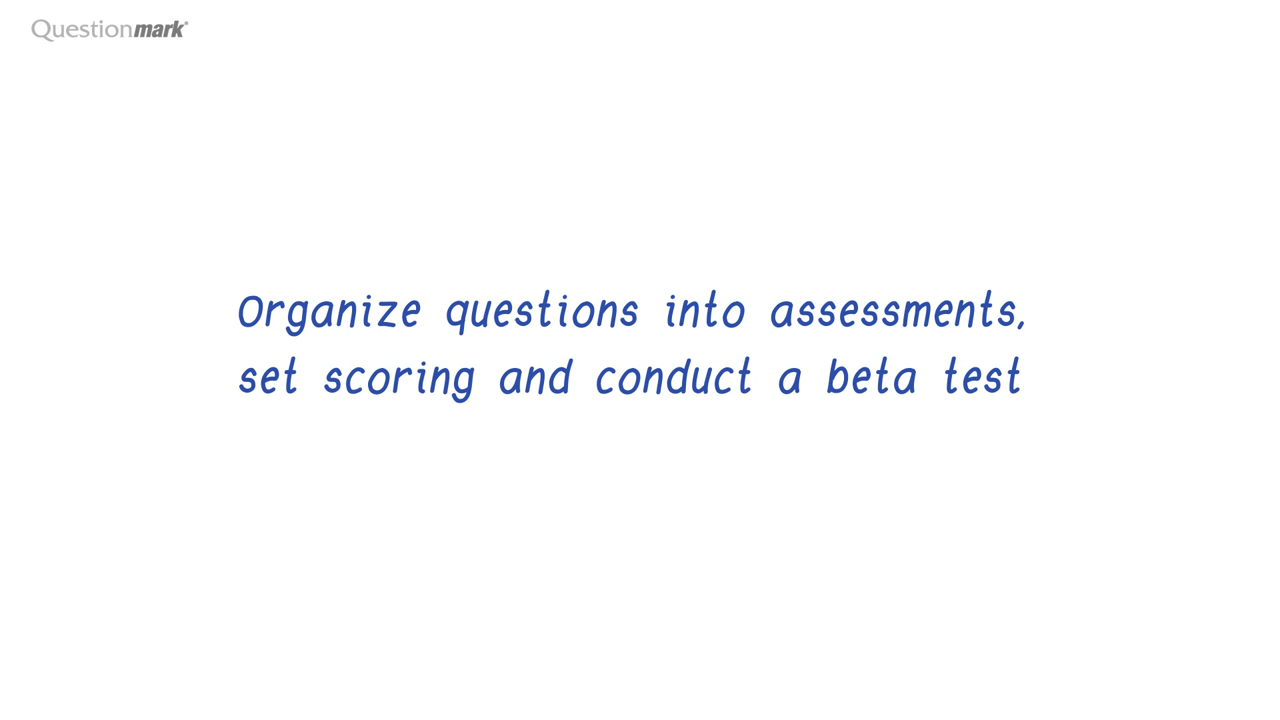 Questionmark®
Organize questions into assessments,
set scoring and conduct a beta test